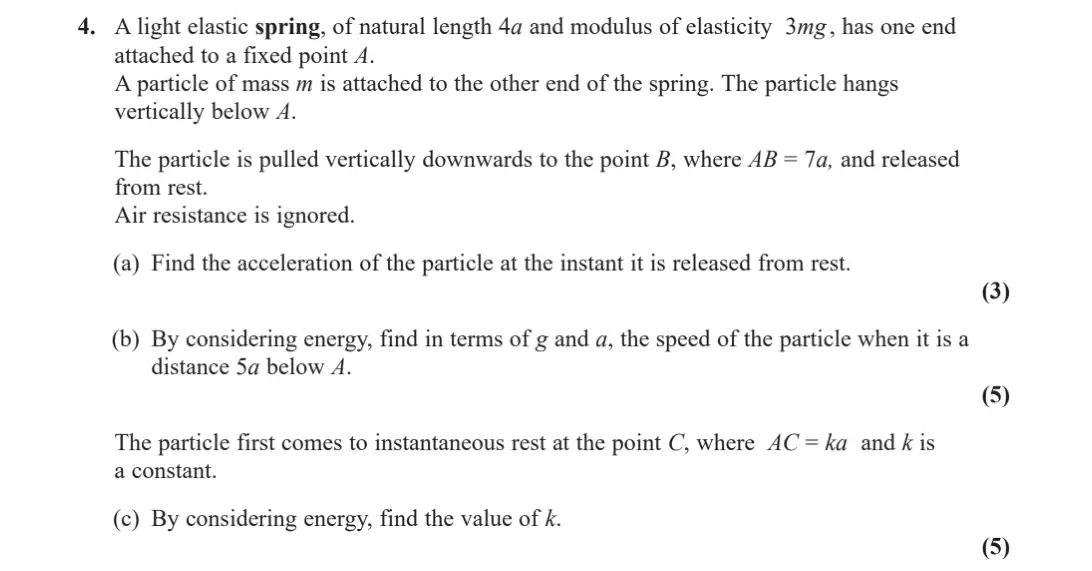 4. A light elastic spring, of natural length 4a and modulus of elasticity 3mg, has one end
attached to a fixed point A.
A particle of mass m is attached to the other end of the spring. The particle hangs
vertically below A.
The particle is pulled vertically downwards to the point B, where AB = 7a, and released
from rest.
Air resistance is ignored.
(a) Find the acceleration of the particle at the instant it is released from rest.
(3)
(b) By considering energy, find in terms of g and a, the speed of the particle when it is a
distance 5a below A.
(5)
The particle first comes to instantaneous rest at the point C, where AC = ka and k is
a constant.
(c) By considering energy, find the value of k.
(5)